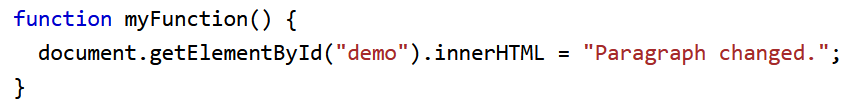 function myFunction() {
  document.getElementById("demo").innerHTML = "Paragraph changed.";
}